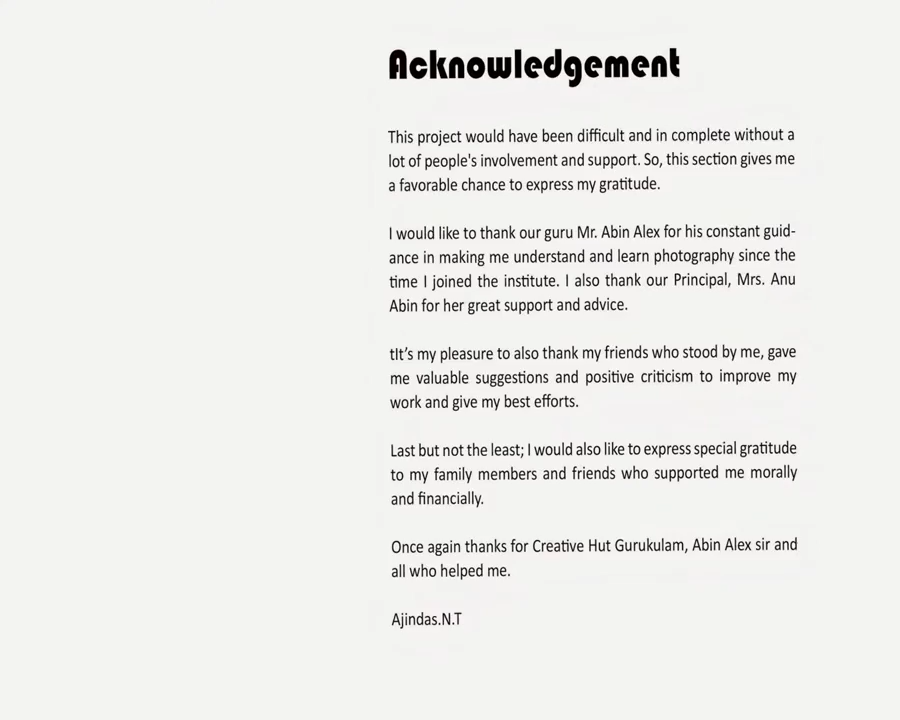 Acknowledgement
This project would have been difficult and in complete without a
lot of people's involvement and support. So, this section gives me
a favorable chance to express my gratitude.
I would like to thank our guru Mr. Abin Alex for his constant guid-
ance in making me understand and learn photography since the
time I joined the institute. I also thank our Principal, Mrs. Anu
Abin for her great support and advice.
tIt’s my pleasure to also thank my friends who stood by me, gave
me valuable suggestions and positive criticism to improve my
work and give my best efforts.
Last but not the least; I would also like to express special gratitude
to my family members and friends who supported me morally
and financially.
Once again thanks for Creative Hut Gurukulam, Abin Alex sir and
all who helped me.
Ajindas.N.T